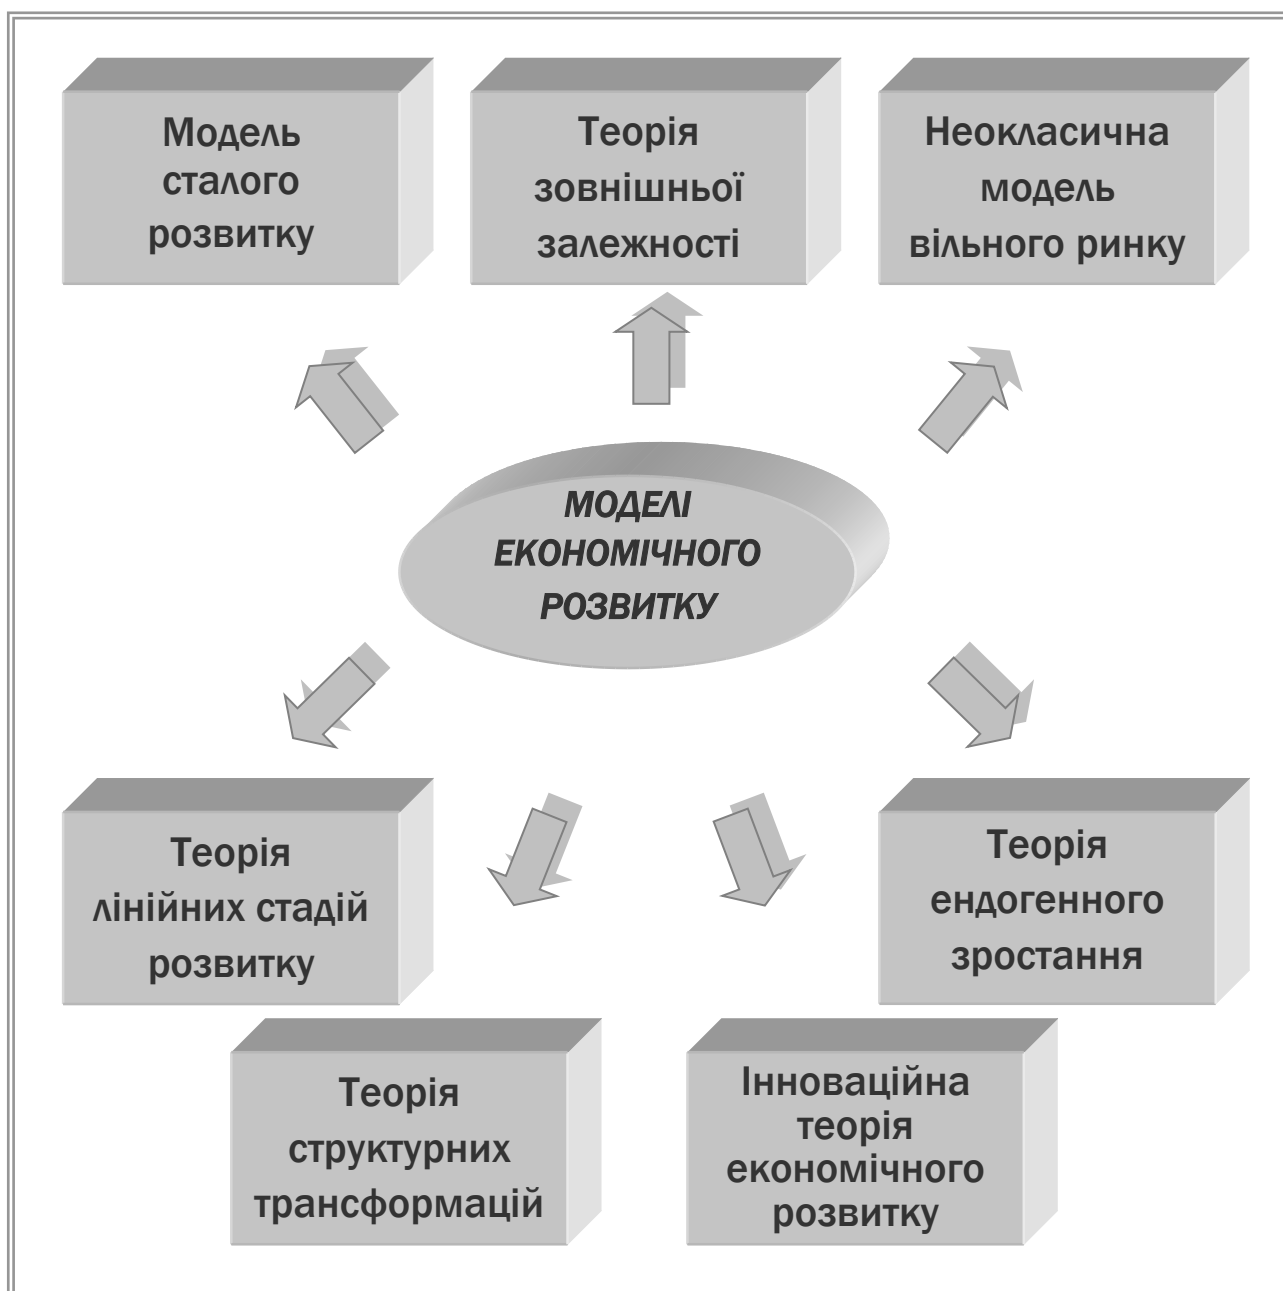 Модель
сталого
розвитку
Теорія
зовнішньої
залежності
Неокласична
модель
вільного ринку
МОДЕЛІ
ЕКОНОМІЧНОГО
РОЗВИТКУ
Теорія
лінійних стадій
розвитку
Теорія
ендогенного
зростання
Теорія
структурних
трансформацій
Інноваційна
теорія
економічного
розвитку